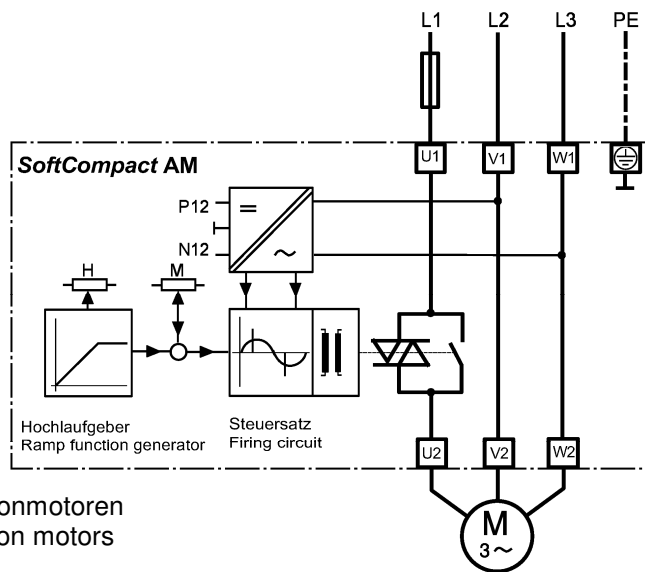 L1 L2 L3 PE
SoftCompact AM
U1 V1 W1
P12
=
N12
~
H M
Hochlaufgeber
Ramp function generator
Steuersatz
Firing circuit
U2 V2 W2
onmotoren
on motors
M
3~